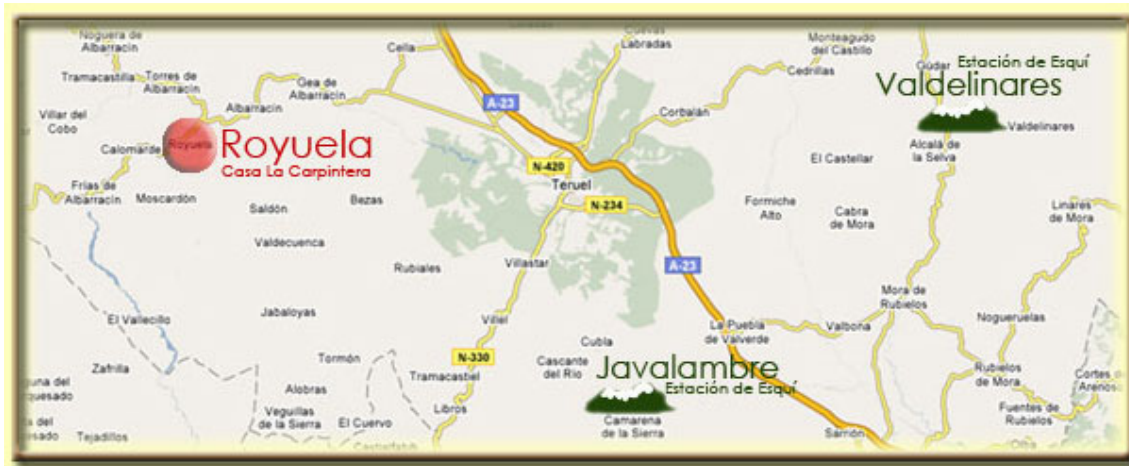 Noguera de
Albarracín
Tramacastilla
Torres de
Albarracín
Villar del
Cobo
Calomarde
Frías de
Albarracín
Moscardón
Royuela
Royuela
Casa La Carpintera
Albarracín
Gea de
Albarracín
Cella
A-23
Cuevas
Labradas
Corbalán
Cedrillas
Monteagudo
del Castillo
Gúdar
Estación de Esquí
Valdelinares
Valdelinares
Alcalá de
la Selva
El Castellar
N-420
Teruel
N-234
Formiche
Alto
Cabra
de Mora
Linares
de Mora
Saldón
Bezas
Valdecuenca
Rubiales
Villastar
A-23
Mora de
Rubielos
Nogueruelas
El Vallecillo
Jabaloyas
Villel
La Puebla
de Valverde
Valbona
Zafrilla
Tormón
N-330
Tramacastiel
Cubla
Cascante
del Río
Javalambre
Estación de Esquí
Camarena
de la Sierra
Rubielos
de Mora
Cortes de
Arenoso
Fuentes de
Rubielos
Sarrión
Alobras
Veguillas
de la Sierra
El Cuervo
Libros
Tejadillos